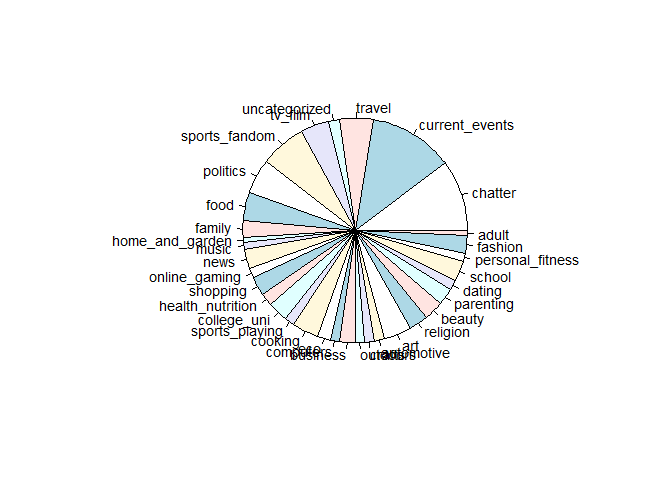 travel
current_events
chatter
adult
fashion
personal_fitness
school
dating
parenting
beauty
religion
art
automotive
business
cooking
sports_playing
college_uni
health_nutrition
shopping
online_gaming
news
music
home_and_garden
family
food
politics
sports_fandom
tv_film
uncategorized